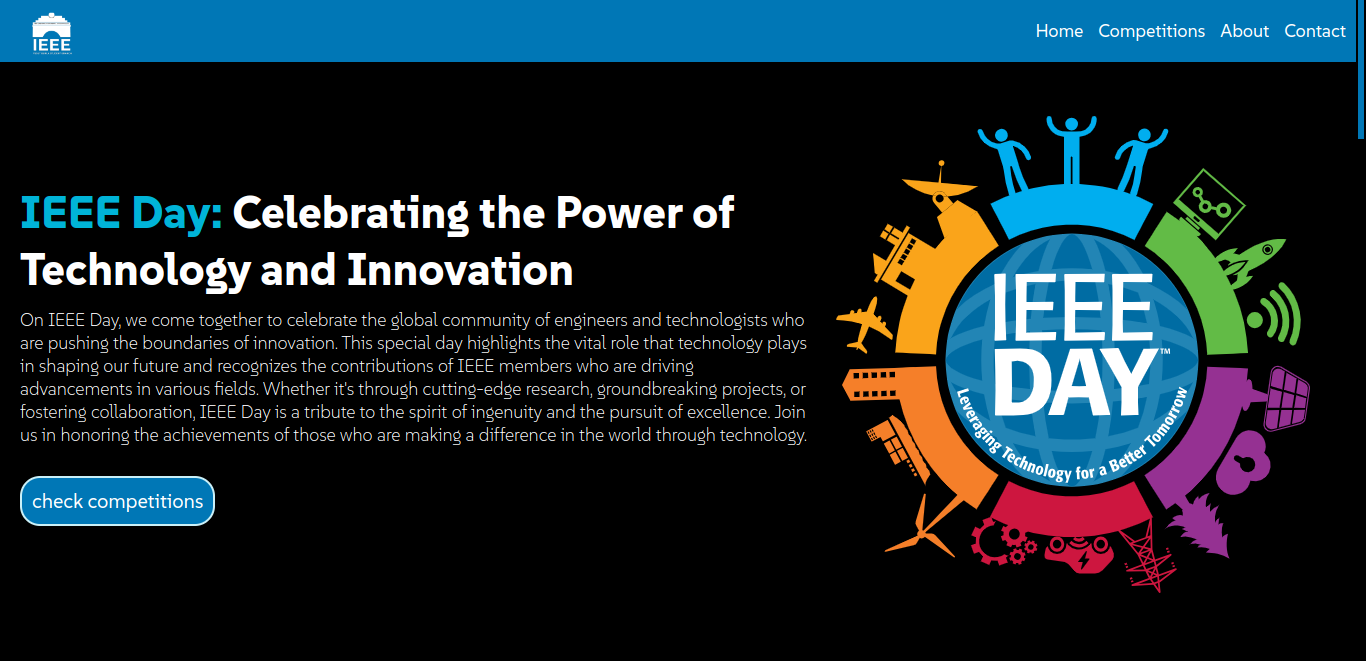 IEEE
Home Competitions About Contact
IEEE Day: Celebrating the Power of
Technology and Innovation
On IEEE Day, we come together to celebrate the global community of engineers and technologists who
are pushing the boundaries of innovation. This special day highlights the vital role that technology plays
in shaping our future and recognizes the contributions of IEEE members who are driving
advancements in various fields. Whether it's through cutting-edge research, groundbreaking projects, or
fostering collaboration, IEEE Day is a tribute to the spirit of ingenuity and the pursuit of excellence. Join
us in honoring the achievements of those who are making a difference in the world through technology.
check competitions
IEEE
DAY™
Leveraging Technology for a Better Tomorrow